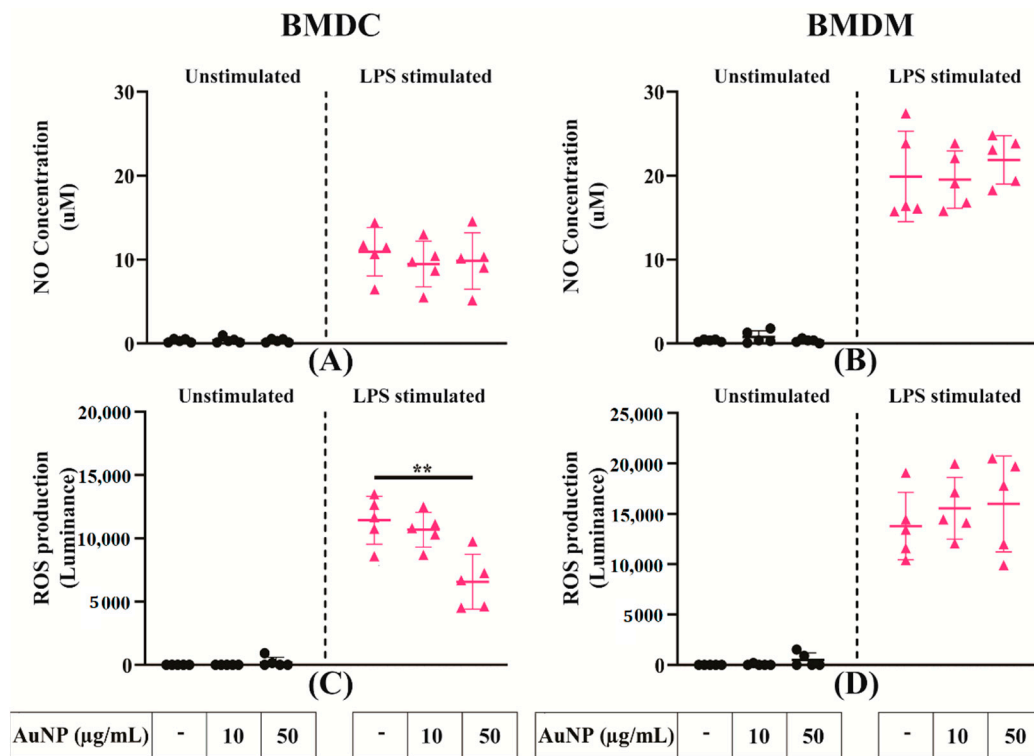 BMDC
BMDM
Unstimulated LPS stimulated
30
20
10
0
NO Concentration
(uM)
(A)
Unstimulated LPS stimulated
30
20
10
0
NO Concentration
(uM)
(B)
Unstimulated LPS stimulated
20,000
15,000
10,000
5000
0
ROS production
(Luminance)
**
(C)
Unstimulated LPS stimulated
25,000
20,000
15,000
10,000
5000
0
ROS production
(Luminance)
(D)
AuNP (µg/mL) - 10 50 - 10 50
AuNP (µg/mL) - 10 50 - 10 50